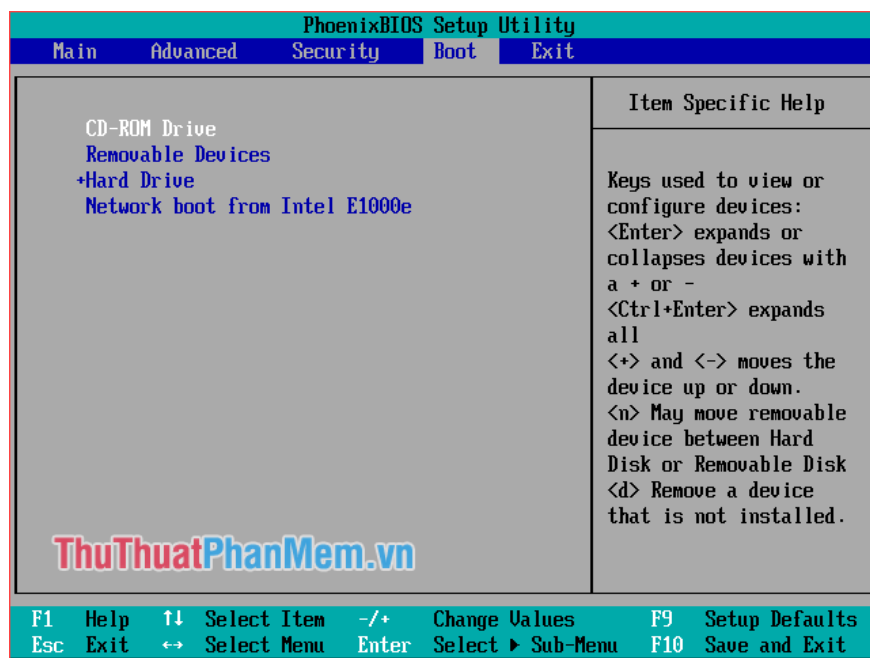 PhoenixBIOS Setup Utility
Main Advanced Security Boot Exit
CD-ROM Drive
Removable Devices
+Hard Drive
Network boot from Intel E1000e
Item Specific Help
Keys used to view or
configure devices:
<Enter> expands or
collapses devices with
a + or -
<Ctrl+Enter> expands
all
<+> and <-> moves the
device up or down.
<n> May move removable
device between Hard
Disk or Removable Disk
<d> Remove a device
that is not installed.
ThuThuatPhanMem.vn
F1 Help ↑↓ Select Item -/+ Change Values F9 Setup Defaults
Esc Exit ↔ Select Menu Enter Select ▶ Sub-Menu F10 Save and Exit